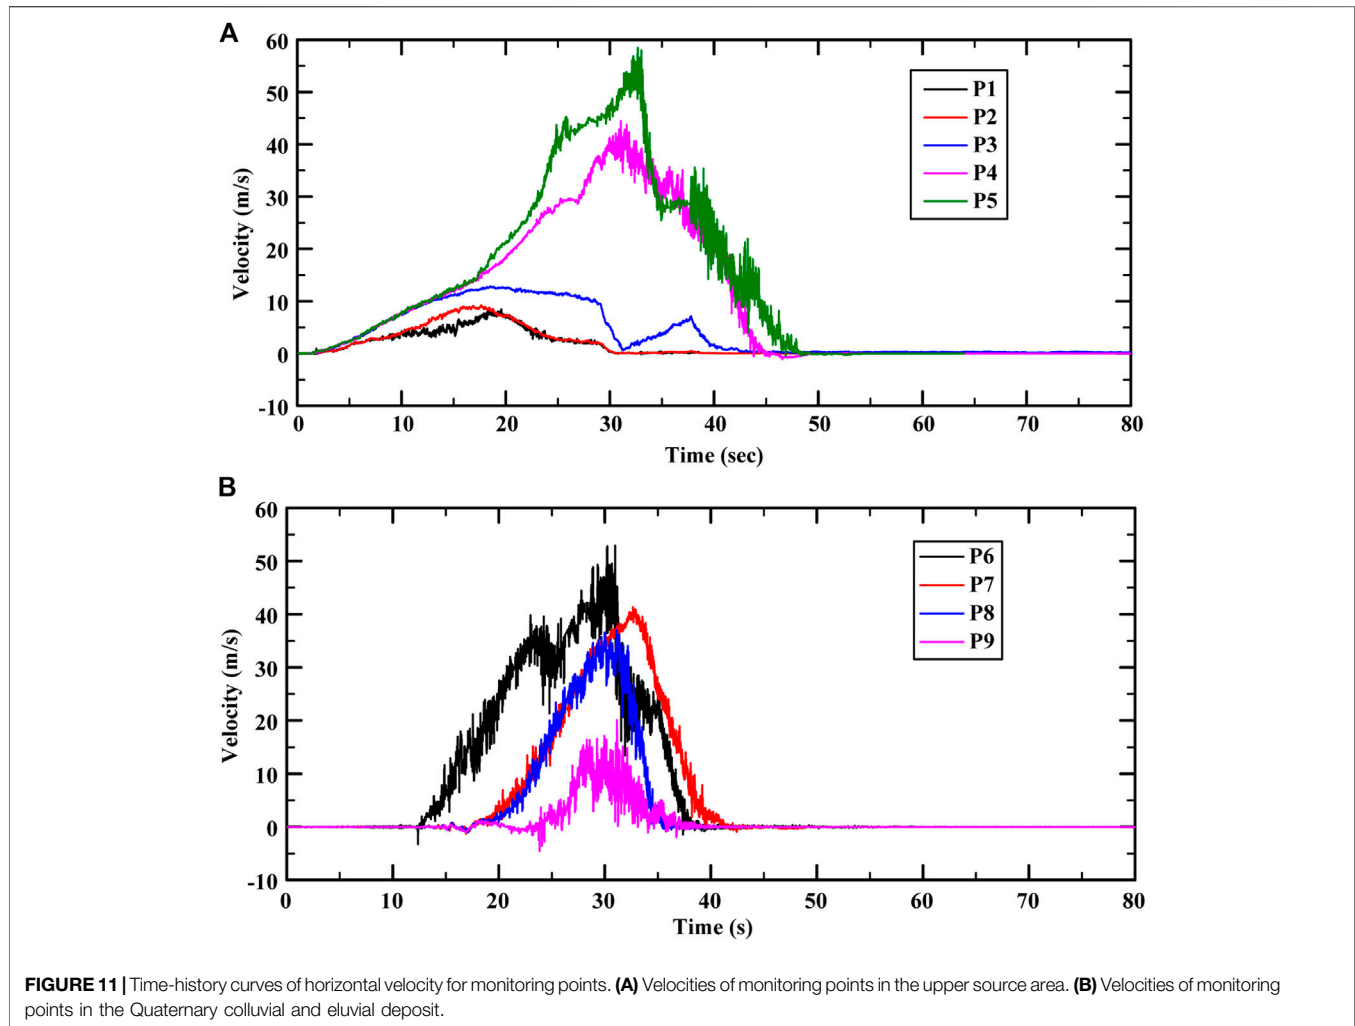 A
60
50
40
30
20
10
0
-10
Velocity (m/s)
P1
P2
P3
P4
P5
0 10 20 30 40 50 60 70 80
Time (sec)
B
60
50
40
30
20
10
0
-10
Velocity (m/s)
P6
P7
P8
P9
0 10 20 30 40 50 60 70 80
Time (s)
FIGURE 11 | Time-history curves of horizontal velocity for monitoring points. (A) Velocities of monitoring points in the upper source area. (B) Velocities of monitoring
points in the Quaternary colluvial and eluvial deposit.